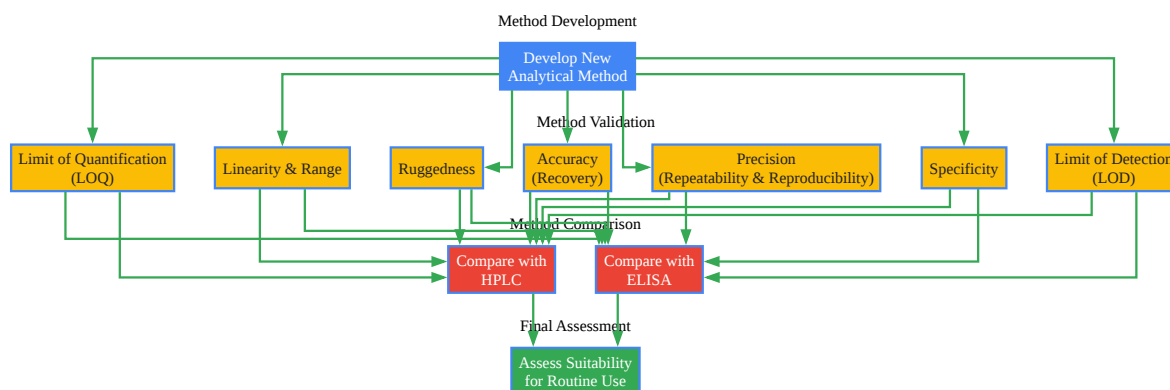 Method Development
Develop New
Analytical Method
Method Validation
Limit of Quantification
(LOQ)
Linearity & Range
Ruggedness
Accuracy
(Recovery)
Precision
(Repeatability & Reproducibility)
Specificity
Limit of Detection
(LOD)
Method Comparison
Compare with
HPLC
Compare with
ELISA
Final Assessment
Assess Suitability
for Routine Use